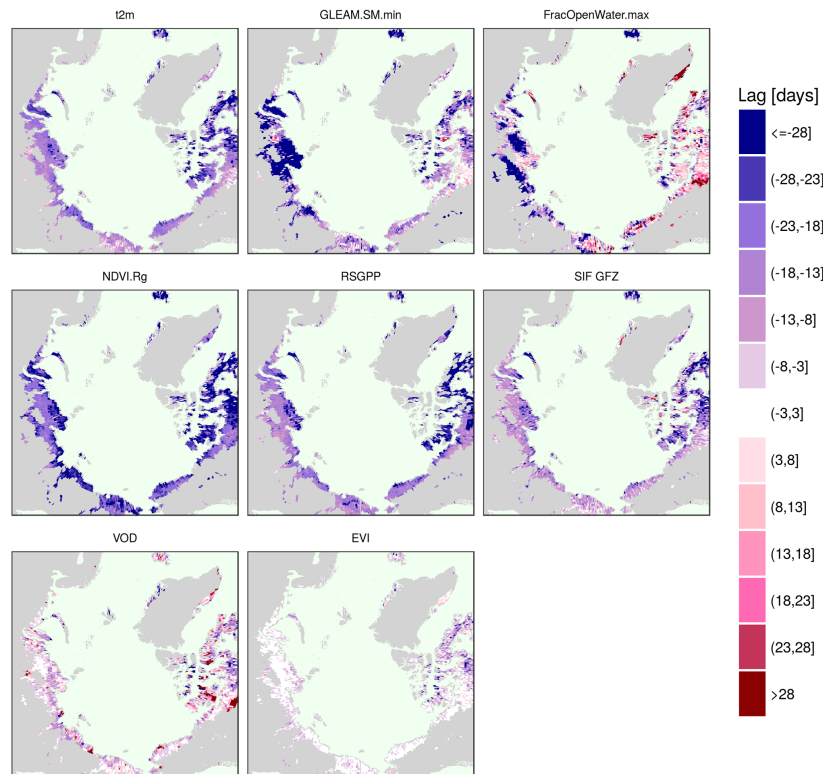 t2m
GLEAM.SM.min
FracOpenWater.max
Lag [days]
<=-28]
(-28,-23]
(-23,-18]
(-18,-13]
(-13,-8]
(-8,-3]
(-3,3]
(3,8]
(8,13]
(13,18]
(18,23]
(23,28]
>28
NDVI.Rg
RSGPP
SIF GFZ
VOD
EVI